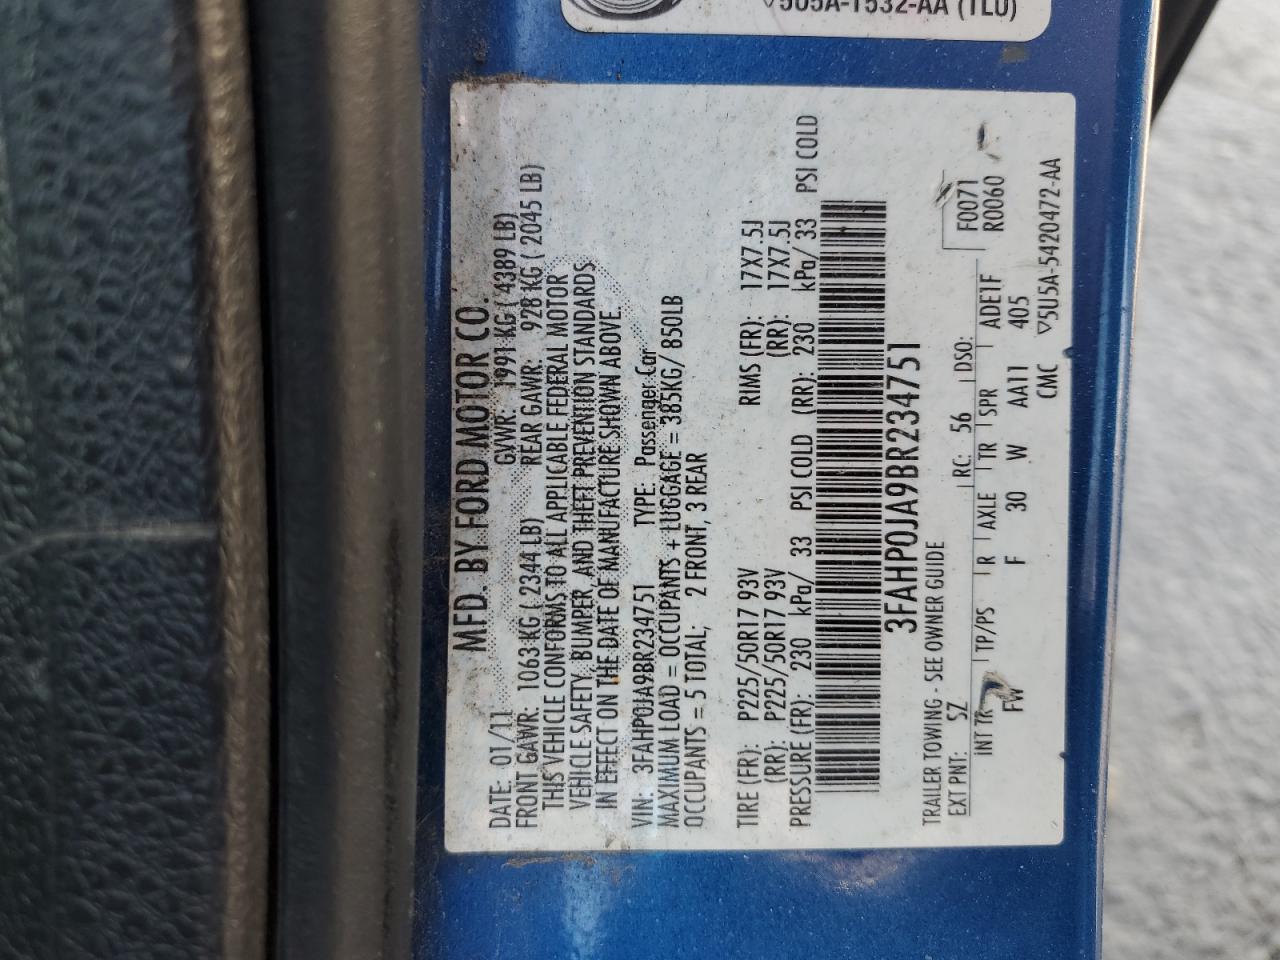 ▽5U5A-1532-AA (TLU)
MFD. BY FORD MOTOR CO.
DATE: 01/11 GVWR: 1991 KG ( 4389 LB)
FRONT GAWR: 1063 KG ( 2344 LB) REAR GAWR: 928 KG ( 2045 LB)
THIS VEHICLE CONFORMS TO ALL APPLICABLE FEDERAL MOTOR
VEHICLE SAFETY, BUMPER, AND THEFT PREVENTION STANDARDS
IN EFFECT ON THE DATE OF MANUFACTURE SHOWN ABOVE.
VIN: 3FAHP0JA9BR234751 TYPE: Passenger Car
MAXIMUM LOAD = OCCUPANTS + LUGGAGE = 385KG/ 850LB
OCCUPANTS = 5 TOTAL; 2 FRONT, 3 REAR
TIRE (FR): P225/50R17 93V RIMS (FR): 17X7.5J
(RR): P225/50R17 93V (RR): 17X7.5J
PRESSURE (FR): 230 kPa/ 33 PSI COLD (RR): 230 kPa/ 33 PSI COLD
3FAHP0JA9BR234751
TRAILER TOWING - SEE OWNER GUIDE
EXT PNT: SZ RC: 56 DSO: F0071
INT TR TP/PS R AXLE TR SPR ADE1F R0060
FW F 30 W AA11 405
CMC ▽5U5A-5420472-AA